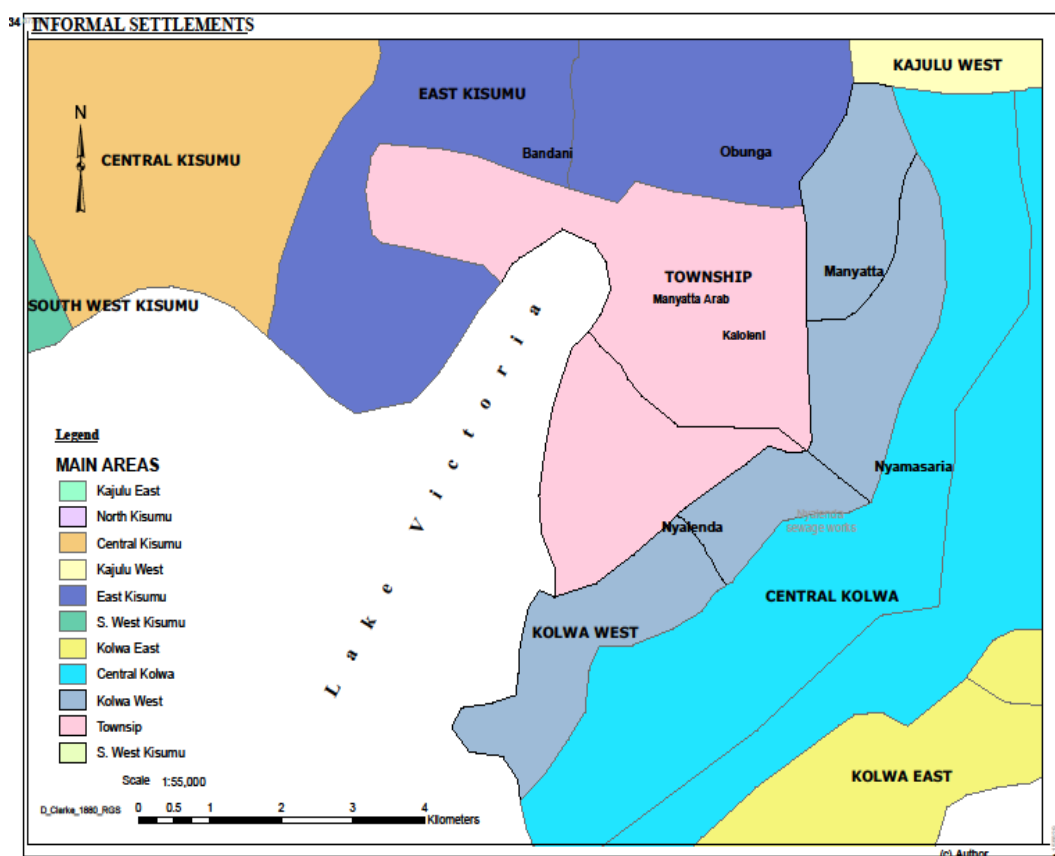 34
INFORMAL SETTLEMENTS
KAJULU WEST
EAST KISUMU
N
CENTRAL KISUMU
Bandani
Obunga
TOWNSHIP
Manyatta
Manyatta Arab
SOUTH WEST KISUMU
Kaloleni
Lake Victoria
Nyamasaria
Nyalenda
sewage works
Nyalenda
CENTRAL KOLWA
KOLWA WEST
KOLWA EAST
Legend
MAIN AREAS
Kajulu East
North Kisumu
Central Kisumu
Kajulu West
East Kisumu
S. West Kisumu
Kolwa East
Central Kolwa
Kolwa West
Townsip
S. West Kisumu
Scale 1:55,000
D_Clarke_1880_RGS
0 0.5 1 2 3 4
Kilometers
(c) Author